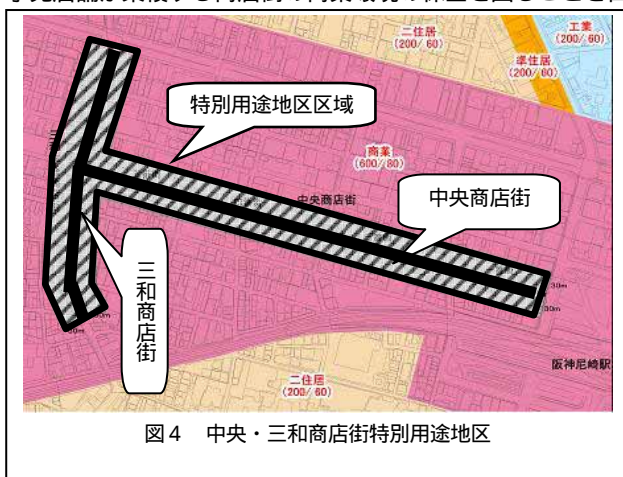 二住居
(200/60)
工業
(200/60)
準住居
(200/60)
特別用途地区区域
商業
(600/80)
中央商店街
中央商店街
三和商店街
30m
30m
阪神尼崎駅
二住居
(200/60)
図4 中央・三和商店街特別用途地区